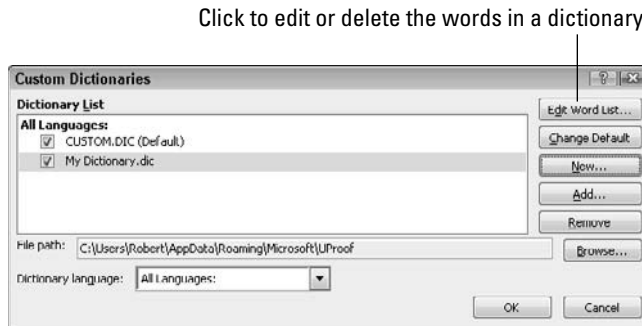 Click to edit or delete the words in a dictionary
Custom Dictionaries
Dictionary List
Edit Word List...
All Languages:
CUSTOM.DIC (Default)
Change Default
My Dictionary.dic
New...
Add...
Remove
File path: C:\Users\Robert\AppData\Roaming\Microsoft\UProof
Browse...
Dictionary language: All Languages:
OK Cancel